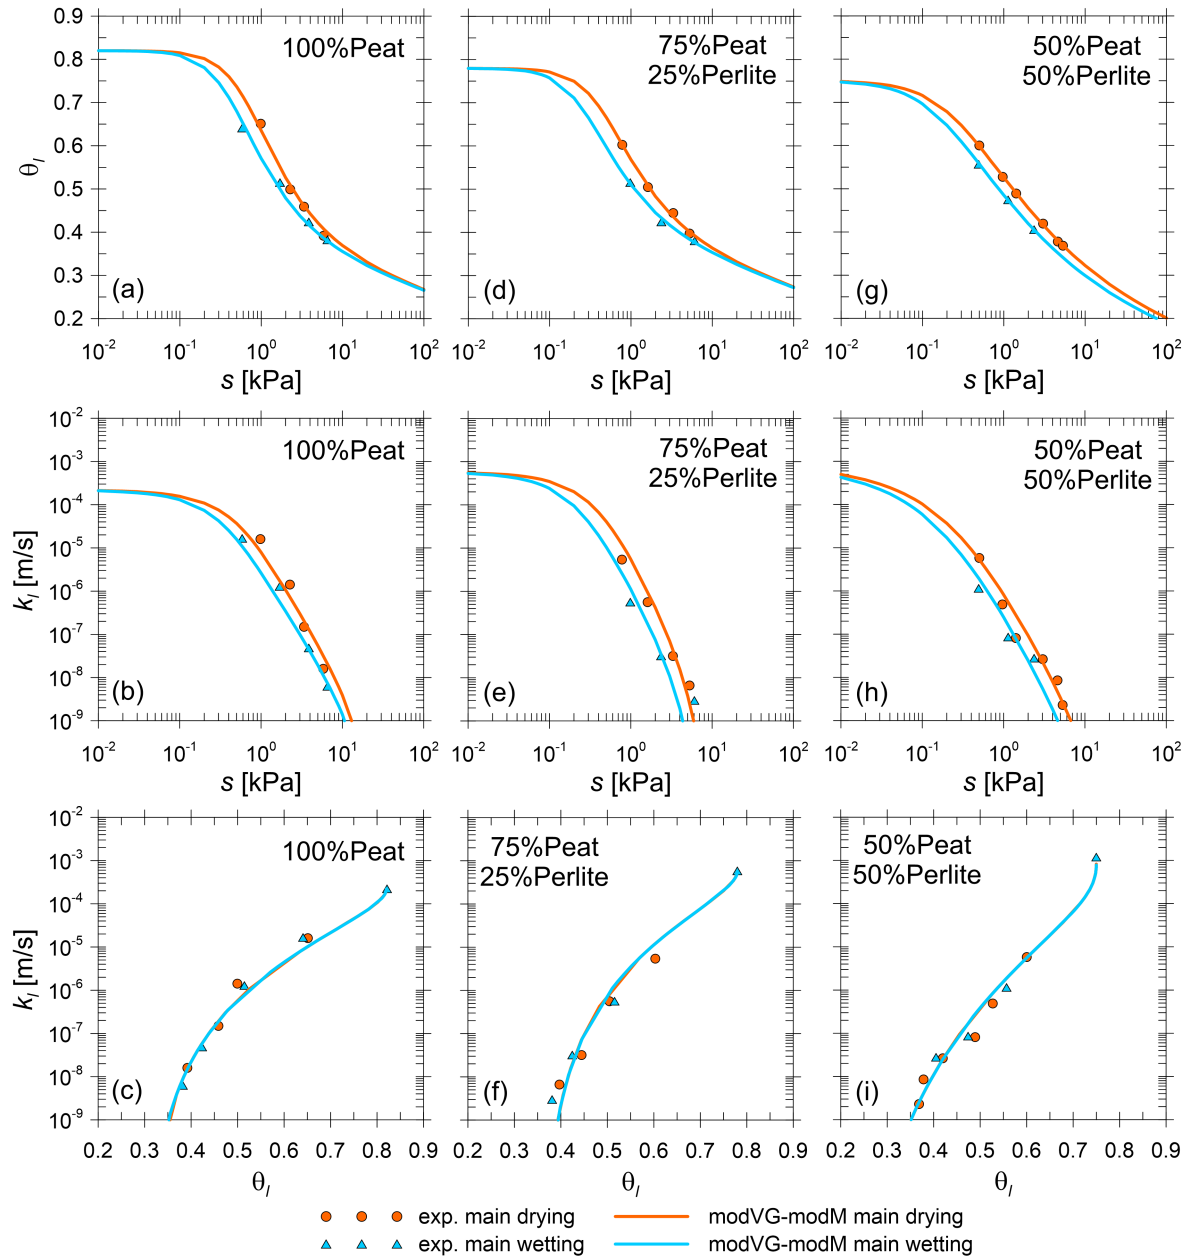 0.9
0.8
0.7
0.6
0.5
0.4
0.3
0.2
θl
100%Peat
(a)
10-2 10-1 100 101 102
s [kPa]
75%Peat
25%Perlite
(d)
10-2 10-1 100 101 102
s [kPa]
50%Peat
50%Perlite
(g)
10-2 10-1 100 101 102
s [kPa]
10-2
10-3
10-4
10-5
10-6
10-7
10-8
10-9
kl [m/s]
100%Peat
(b)
10-2 10-1 100 101 102
s [kPa]
75%Peat
25%Perlite
(e)
10-2 10-1 100 101 102
s [kPa]
50%Peat
50%Perlite
(h)
10-2 10-1 100 101 102
s [kPa]
10-2
10-3
10-4
10-5
10-6
10-7
10-8
10-9
kl [m/s]
100%Peat
(c)
0.2 0.3 0.4 0.5 0.6 0.7 0.8 0.9
θl
75%Peat
25%Perlite
(f)
0.2 0.3 0.4 0.5 0.6 0.7 0.8 0.9
θl
50%Peat
50%Perlite
(i)
0.2 0.3 0.4 0.5 0.6 0.7 0.8 0.9
θl
exp. main drying modVG-modM main drying
exp. main wetting modVG-modM main wetting